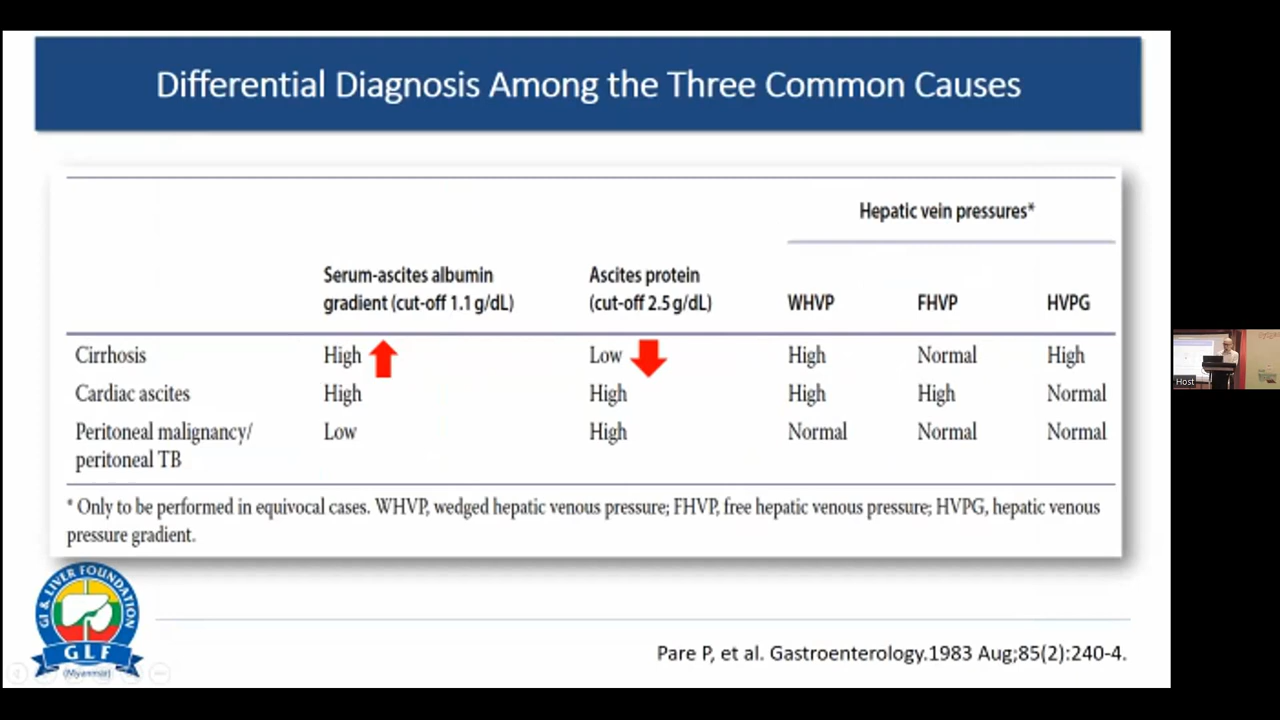 Differential Diagnosis Among the Three Common Causes
Hepatic vein pressures*
Serum-ascites albumin gradient (cut-off 1.1 g/dL) Ascites protein (cut-off 2.5 g/dL) WHVP FHVP HVPG
Cirrhosis High Low High Normal High
Cardiac ascites High High High High Normal
Peritoneal malignancy/ peritoneal TB Low High Normal Normal Normal
* Only to be performed in equivocal cases. WHVP, wedged hepatic venous pressure; FHVP, free hepatic venous pressure; HVPG, hepatic venous
pressure gradient.
GI & LIVER FOUNDATION
GLF
(Myanmar)
Pare P, et al. Gastroenterology.1983 Aug;85(2):240-4.
Host